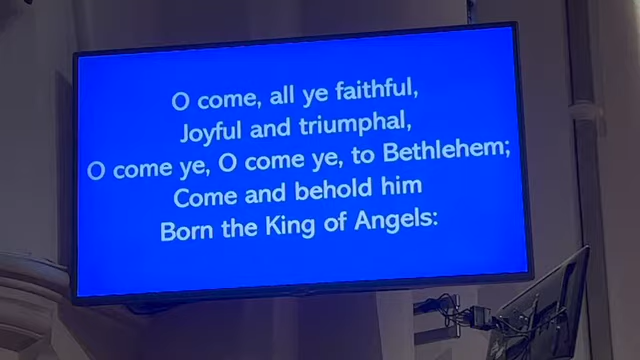 O come, all ye faithful,
Joyful and triumphal,
O come ye, O come ye, to Bethlehem;
Come and behold him
Born the King of Angels: